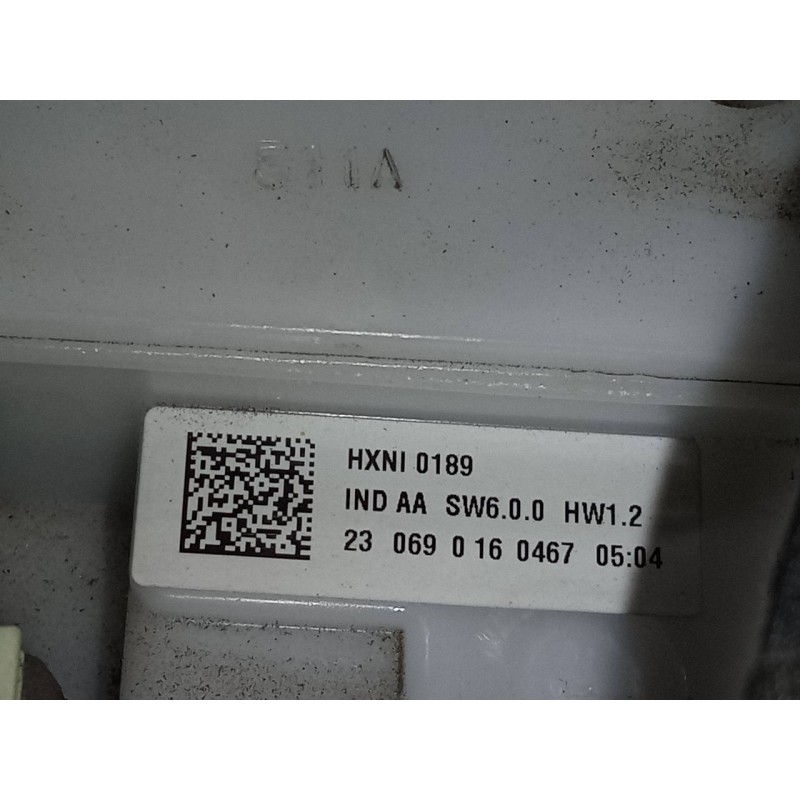 HXNI 0189
IND AA SW6.0.0 HW1.2
23 069 0 16 0467 05:04